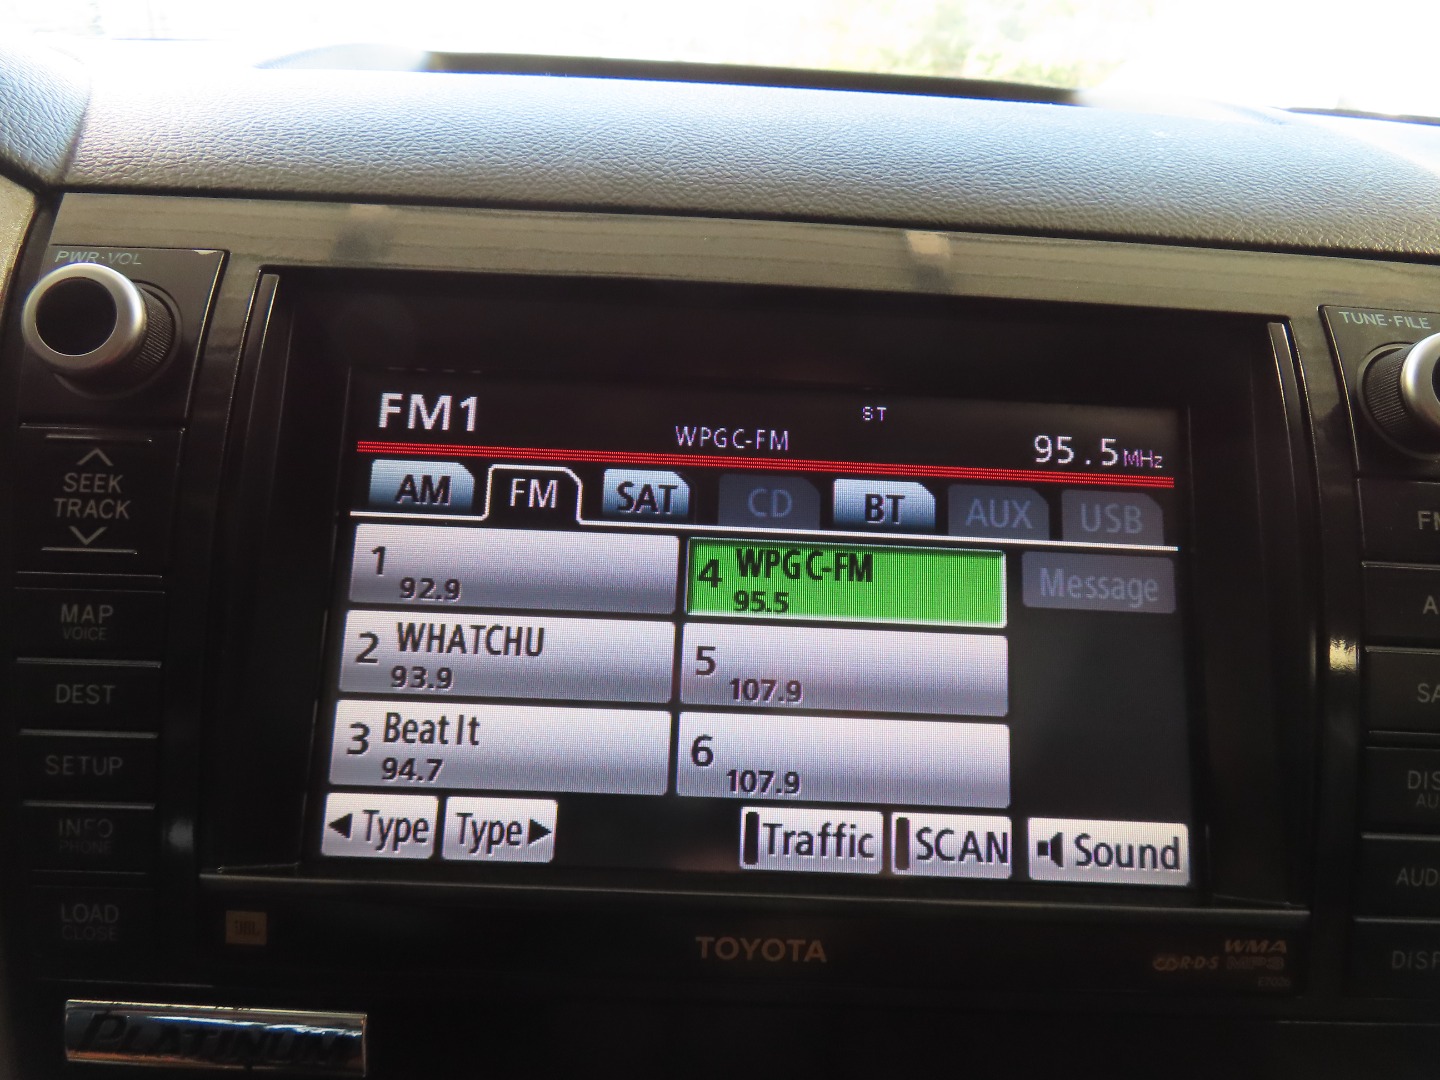 PWR·VOL
TUNE·FILE
FM1
ST
WPGC-FM
95.5MHz
AM FM SAT CD BT AUX USB
SEEK
TRACK
1
92.9
4 WPGC-FM
95.5
Message
2 WHATCHU
93.9
5
107.9
3 Beat It
94.7
6
107.9
◀Type Type▶ Traffic SCAN Sound
MAP
VOICE
DEST
SETUP
INFO
PHONE
LOAD
CLOSE
FM
JBL
TOYOTA
WMA
MP3
R·D·S
PLATINUM